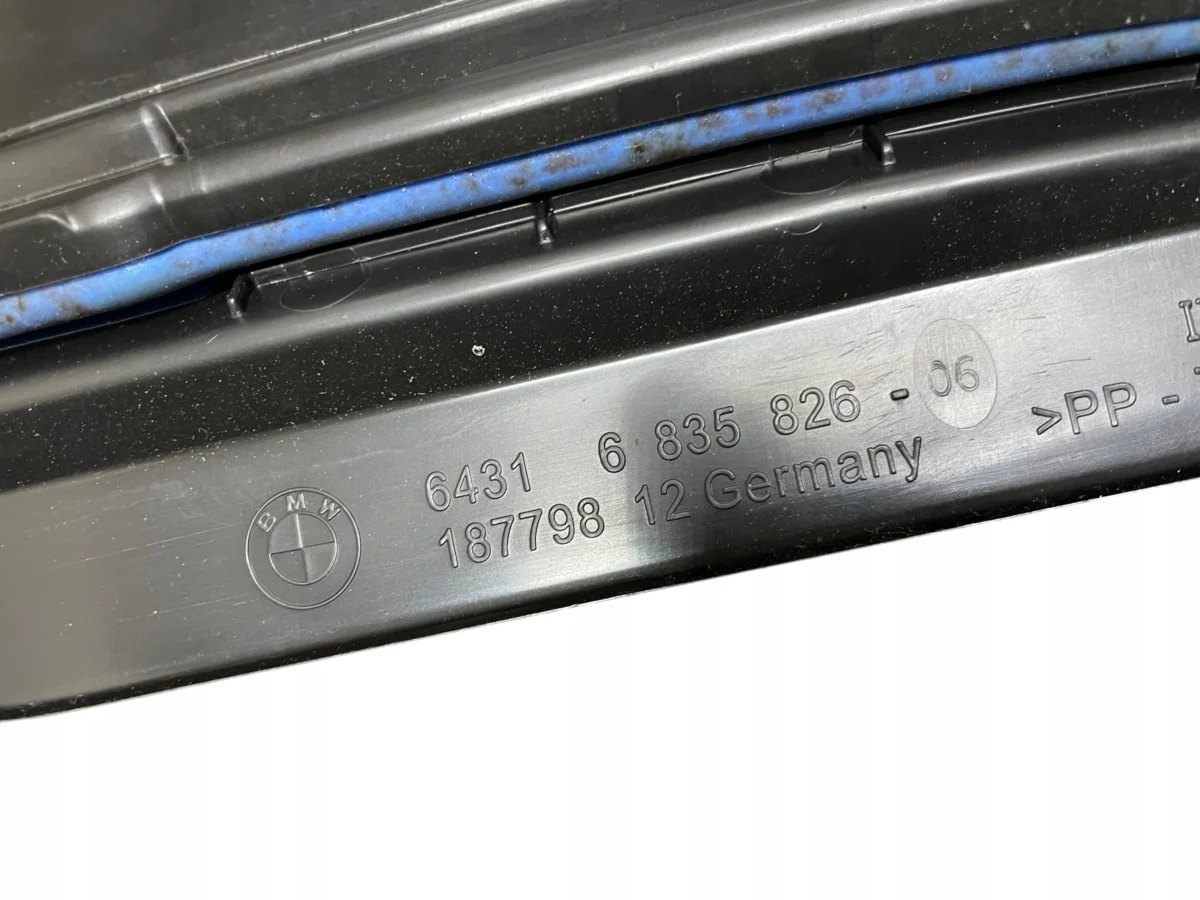 BMW
6431 6 835 826 - 06
187798 12 Germany
>PP -